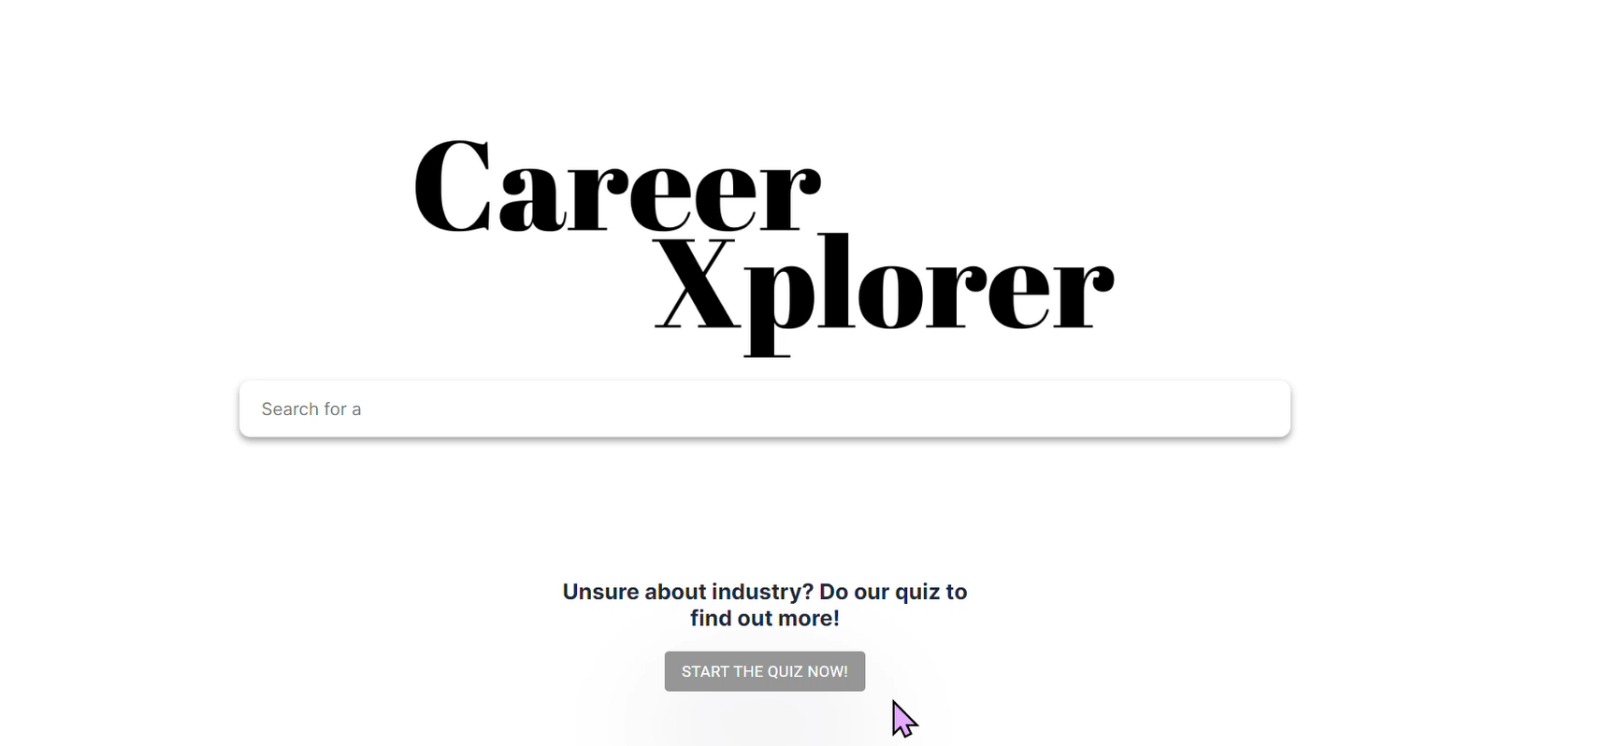 Career
Xplorer
Search for a
Unsure about industry? Do our quiz to
find out more!
START THE QUIZ NOW!